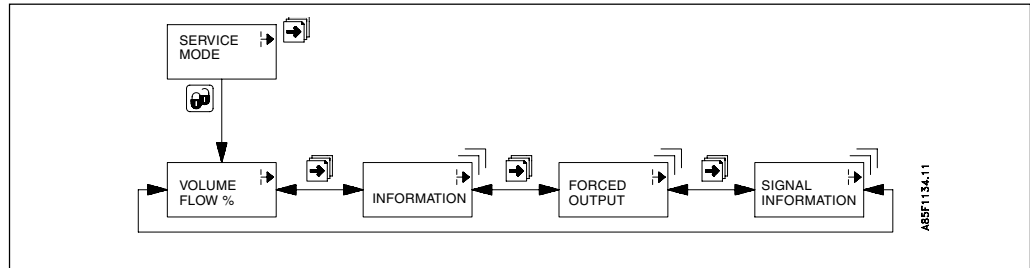 SERVICE
MODE
VOLUME
FLOW %
INFORMATION
FORCED
OUTPUT
SIGNAL
INFORMATION
A85F1134.11